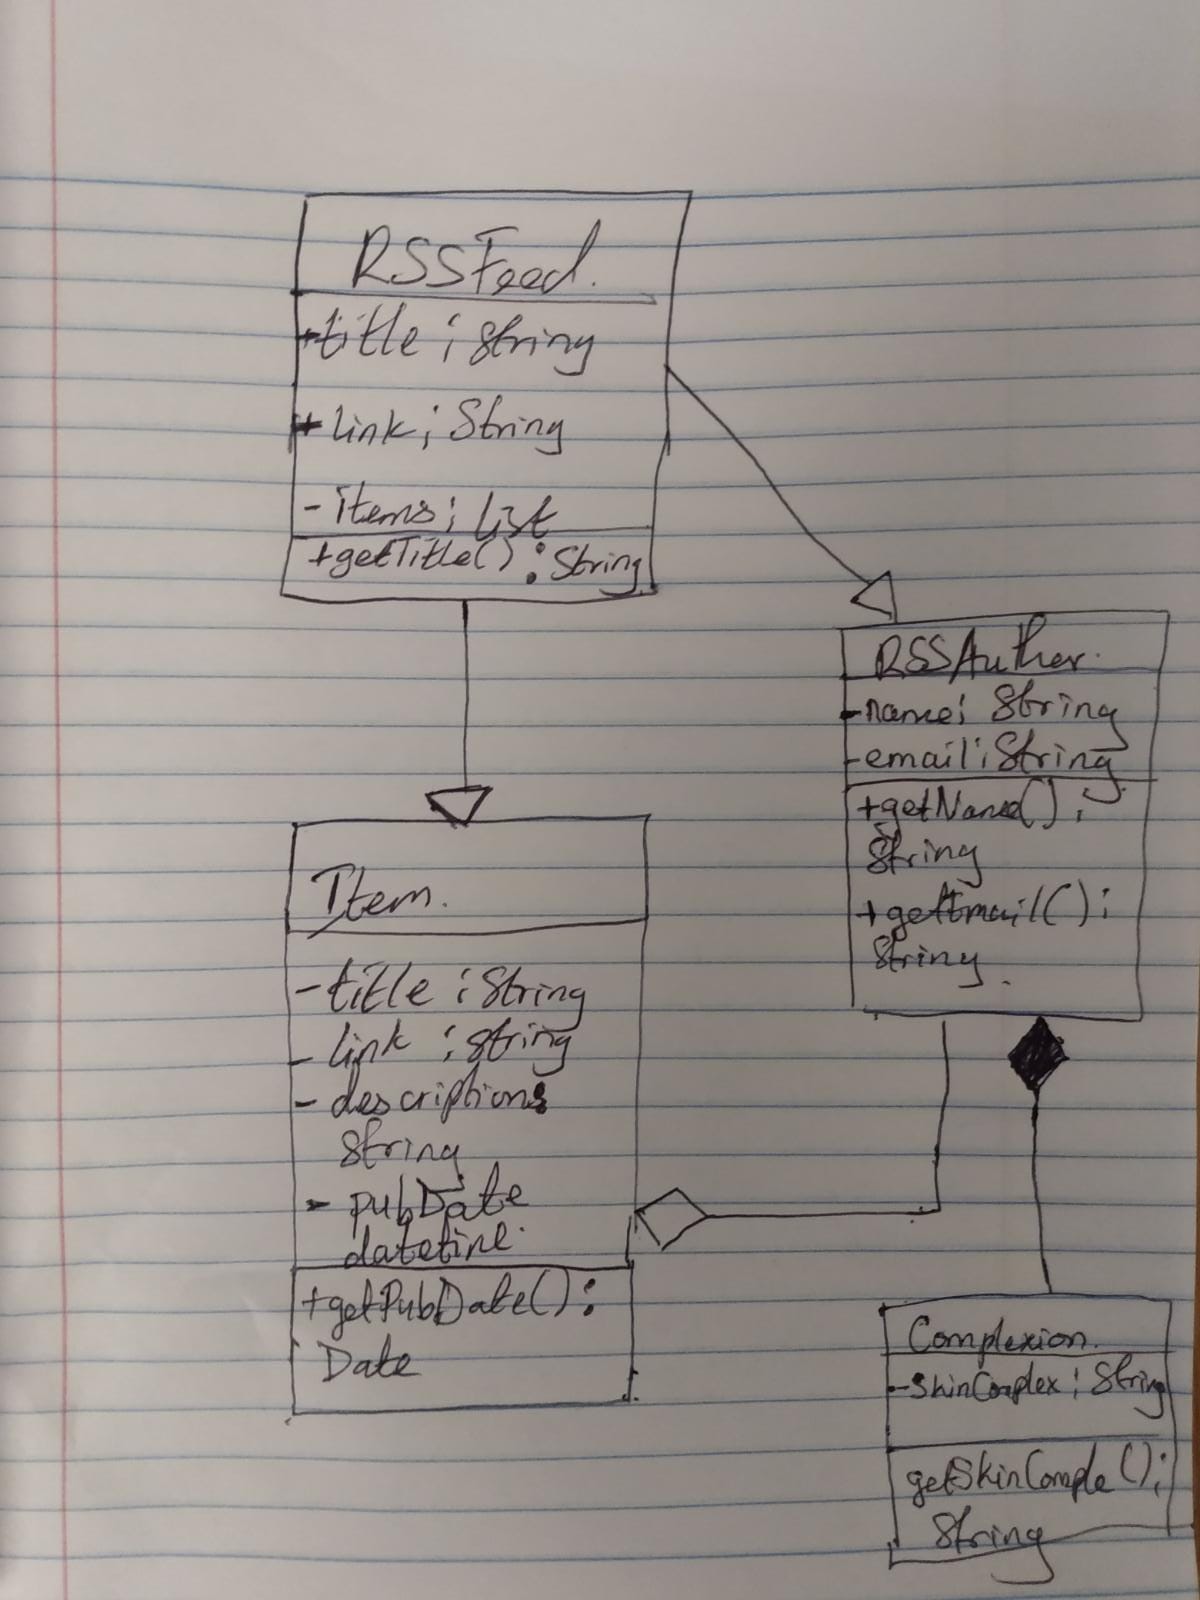 RSSFeed.
+title : String
+ link : String
- items : List
+getTitle() : String
RSSAuther.
-name: String
-email: String
+getName() :
String
+getEmail() :
String.
Item.
-title : String
- link : string
- descriptions
String
- pubDate
datetime.
+getPubDate() :
Date
Complexion.
-SkinComplex : String
getSkinComple () :
String